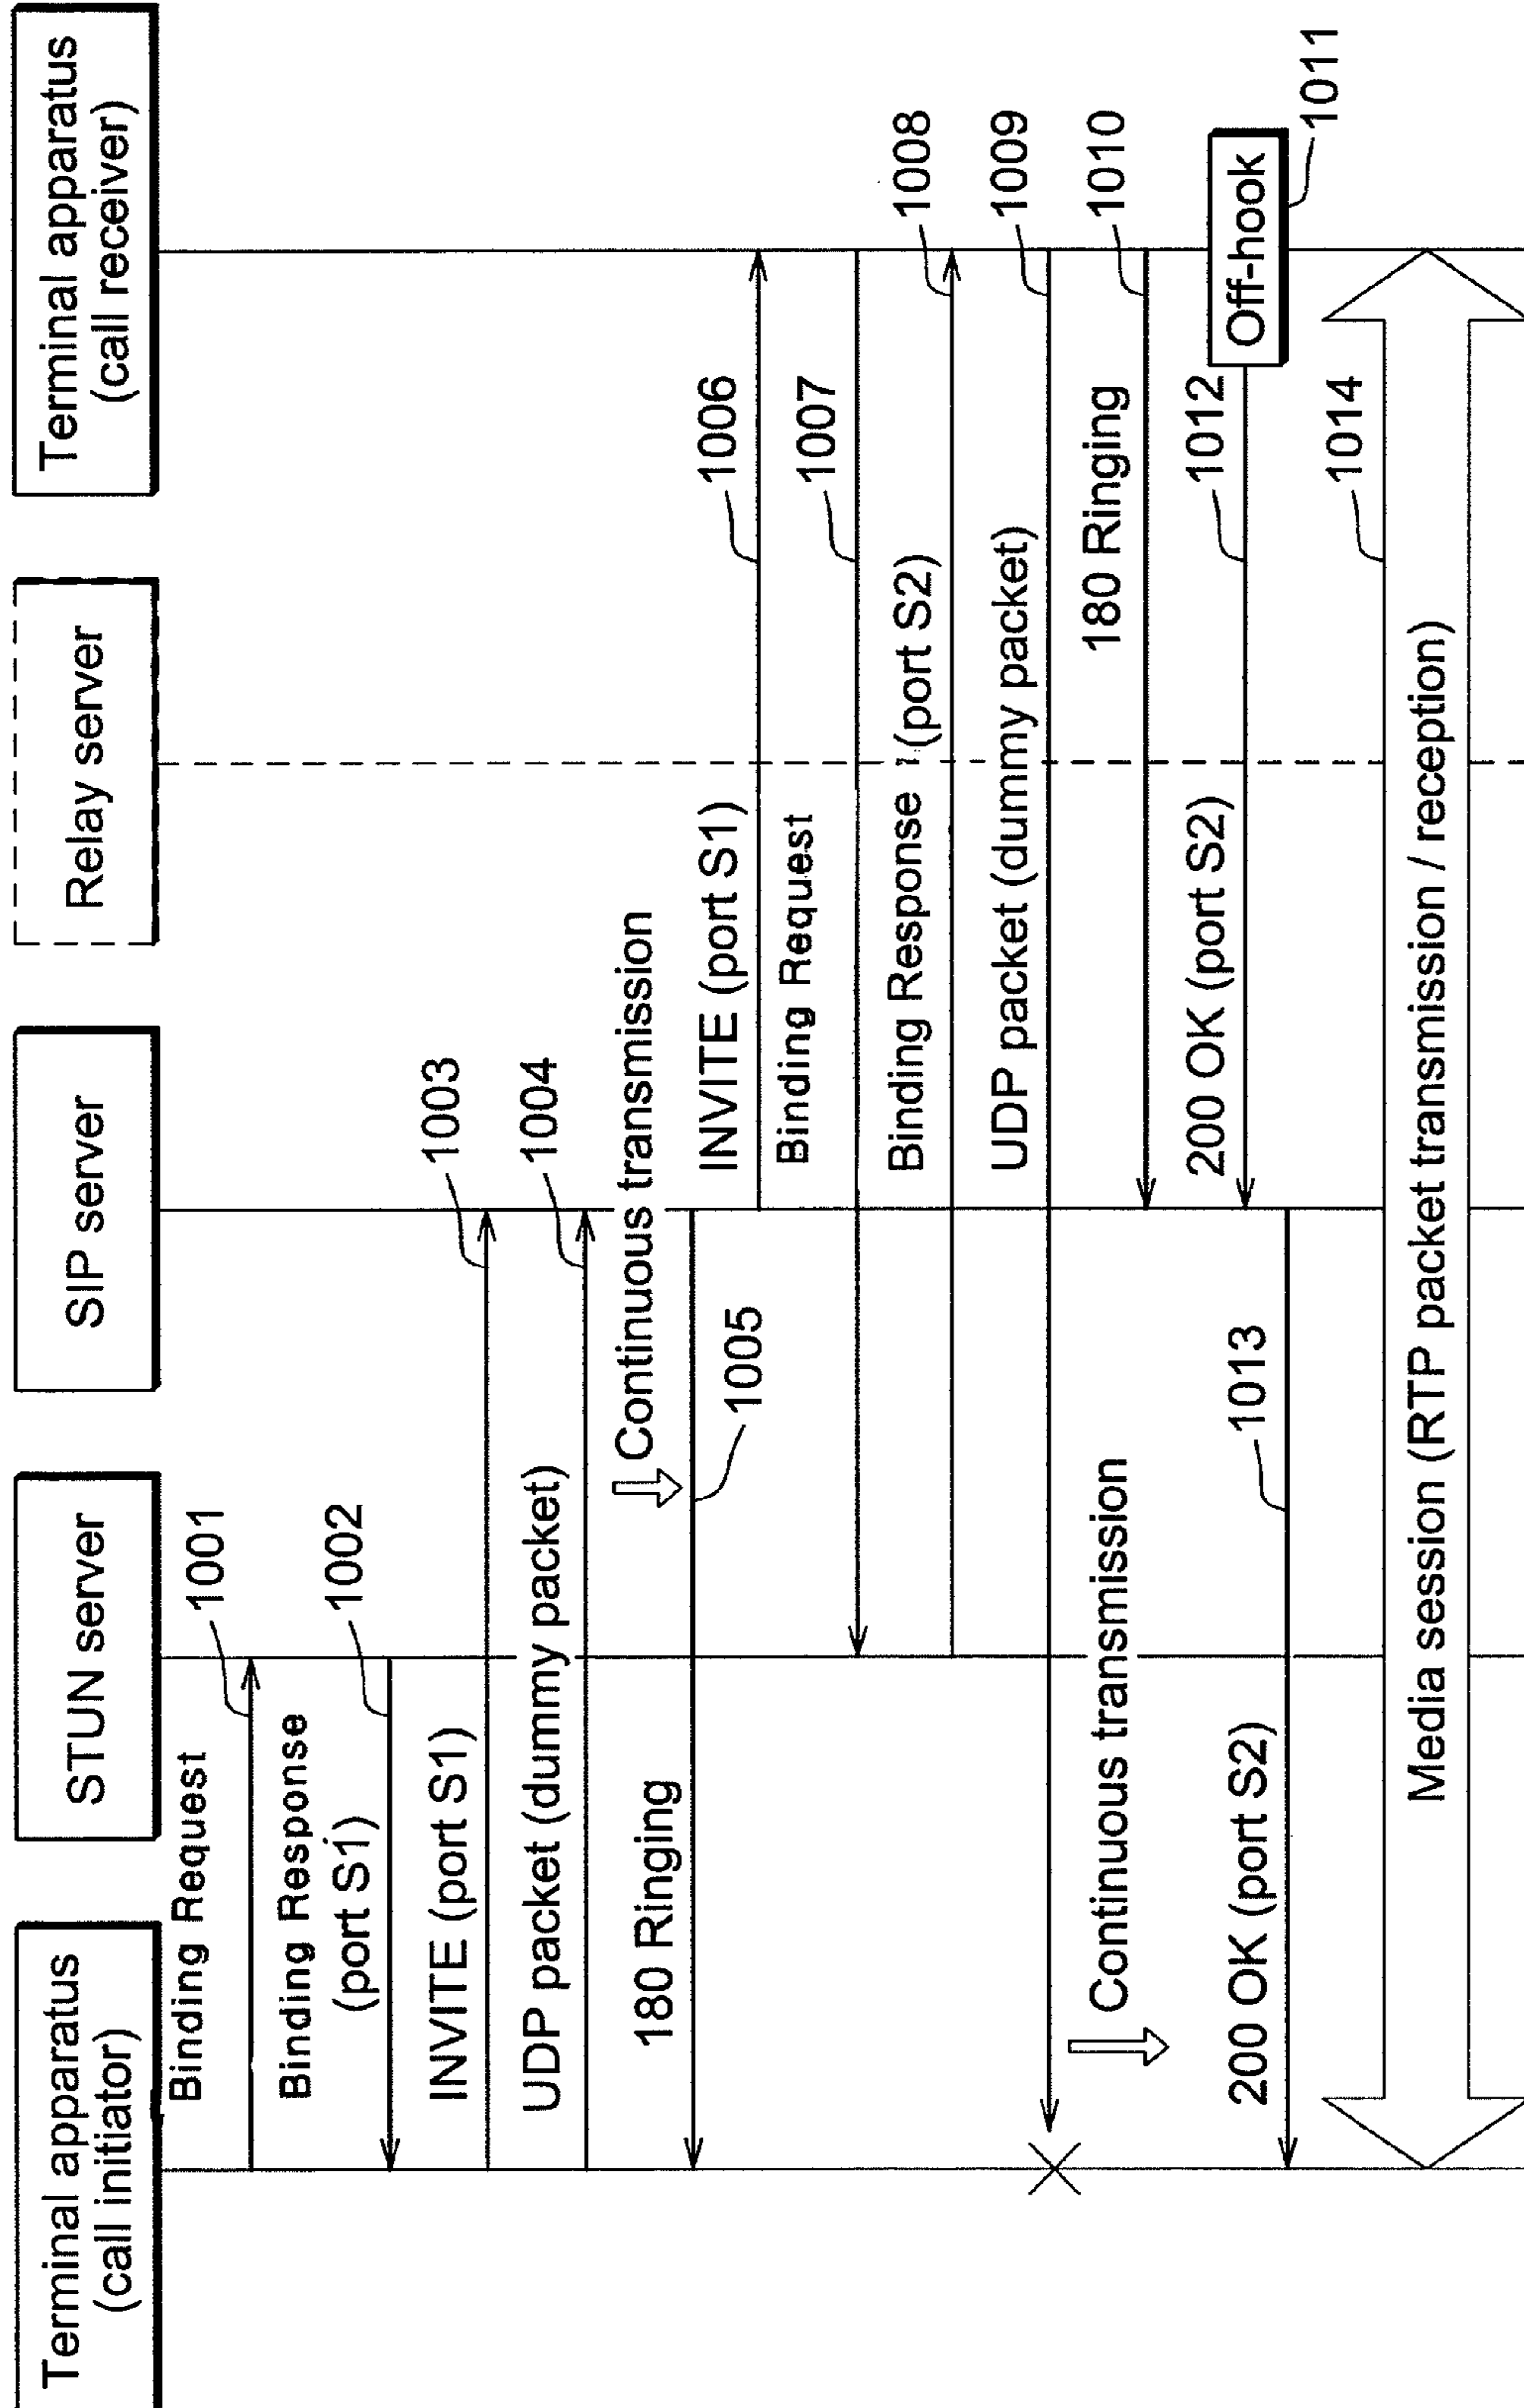 Terminal apparatus
(call initiator)
STUN server
SIP server
Relay server
Terminal apparatus
(call receiver)
Binding Request
1001
Binding Response
(port S1)
1002
INVITE (port S1)
1003
UDP packet (dummy packet)
1004
Continuous transmission
180 Ringing
1005
INVITE (port S1)
1006
Binding Request
1007
Binding Response
(port S2)
1008
UDP packet (dummy packet)
1009
Continuous transmission
180 Ringing
1010
Off-hook
1011
200 OK (port S2)
1012
200 OK (port S2)
1013
Media session (RTP packet transmission / reception)
1014